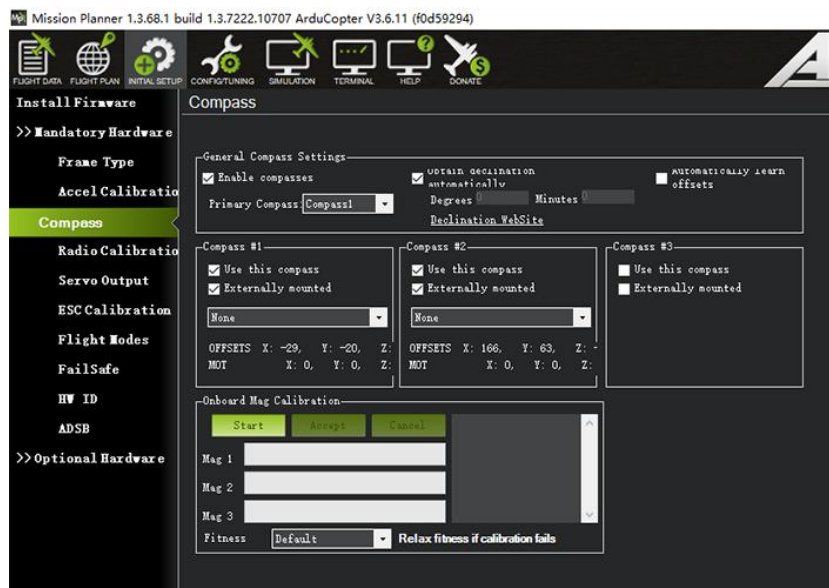 Mission Planner 1.3.68.1 build 1.3.7222.10707 ArduCopter V3.6.11 (f0d59294)
FLIGHT DATA FLIGHT PLAN INITIAL SETUP CONFIG/TUNING SIMULATION TERMINAL HELP DONATE
Install Firmware
Compass
>> Mandatory Hardware
Frame Type
Accel Calibratio
Compass
Radio Calibratio
Servo Output
ESC Calibration
Flight Modes
FailSafe
HW ID
ADSB
>> Optional Hardware
General Compass Settings
Enable compasses
Obtain declination
automatically
Automatically learn
offsets
Primary Compass: Compass1
Degrees 0 Minutes 0
Declination WebSite
Compass #1
Use this compass
Externally mounted
None
OFFSETS X: -29, Y: -20, Z:
MOT X: 0, Y: 0, Z:
Compass #2
Use this compass
Externally mounted
None
OFFSETS X: 166, Y: 63, Z: -
MOT X: 0, Y: 0, Z:
Compass #3
Use this compass
Externally mounted
Onboard Mag Calibration
Start Accept Cancel
Mag 1
Mag 2
Mag 3
Fitness Default Relax fitness if calibration fails